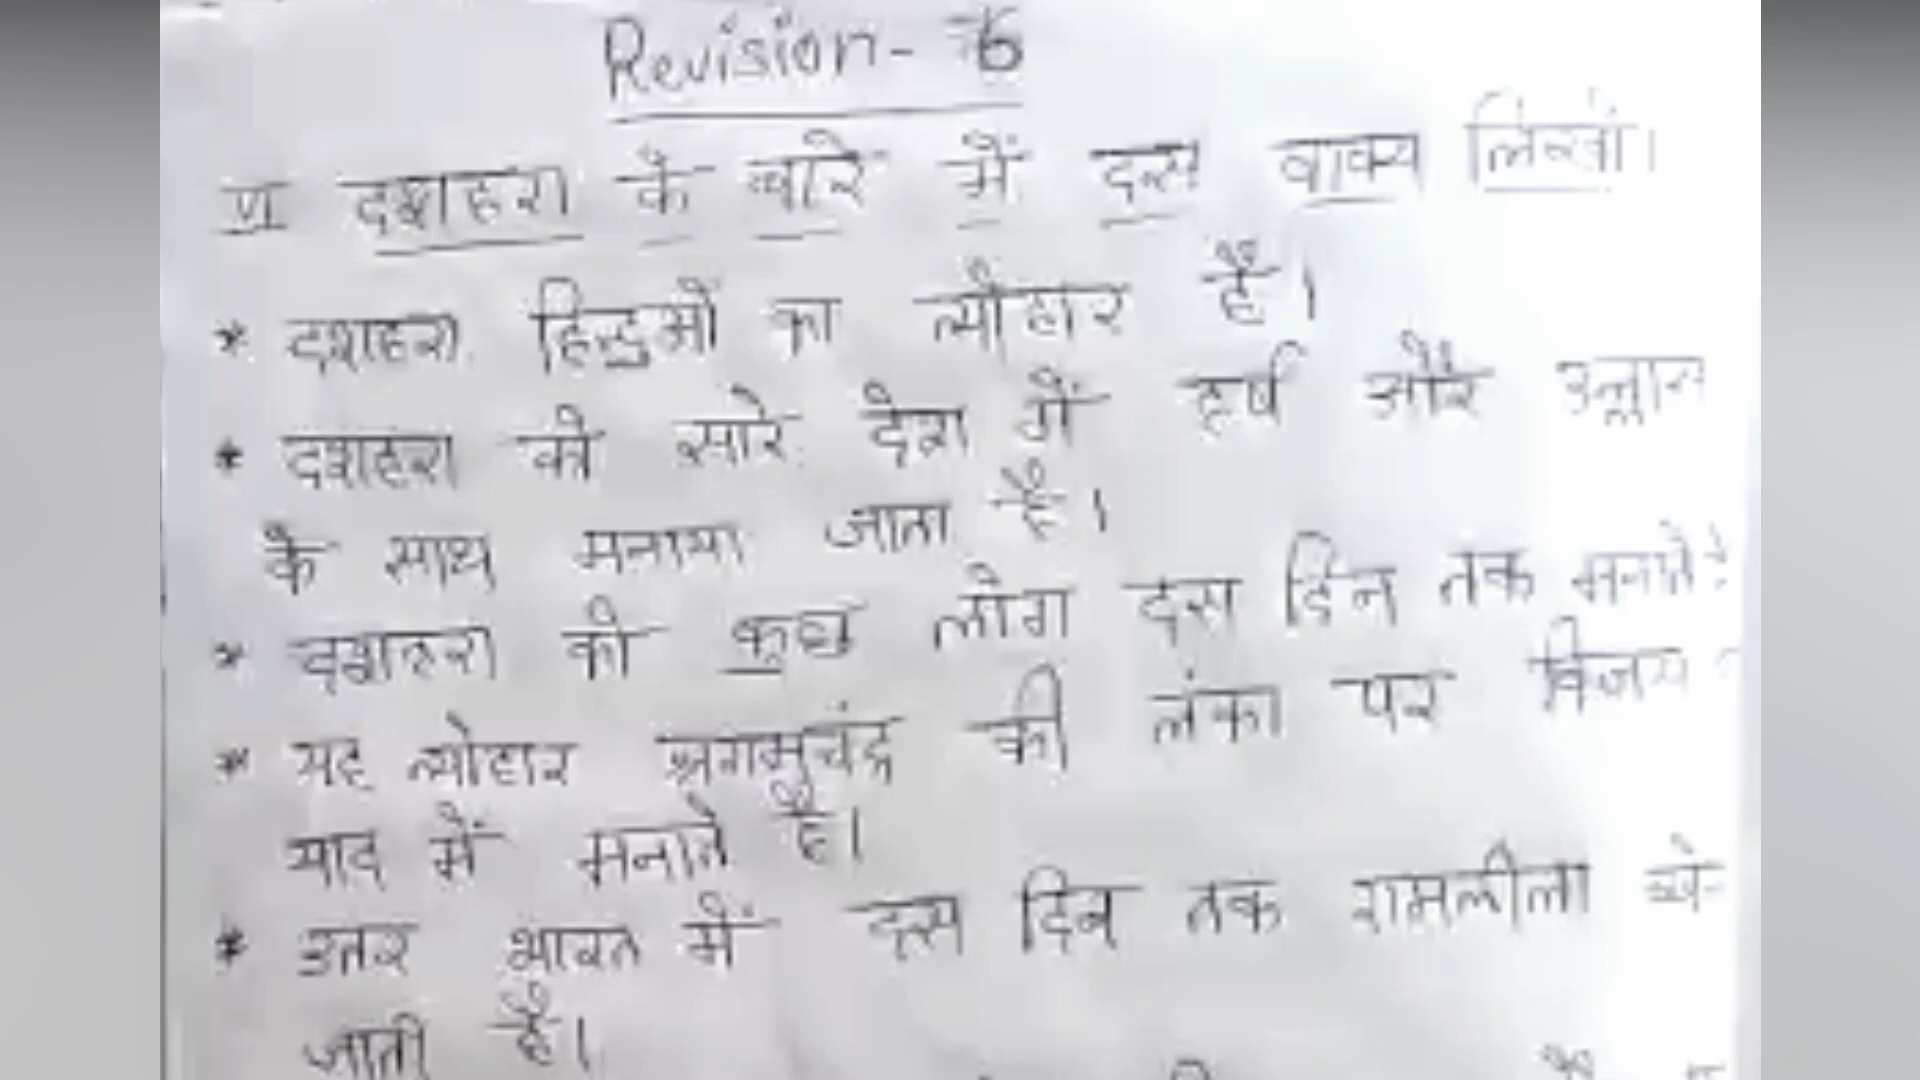 Revision- 6
प्र दशहरा के बारे में दस वाक्य लिखो।
* दशहरा हिन्दुओं का त्योहार है।
* दशहरा को सारे देश में हर्ष और उल्लास
के साथ मनाया जाता है।
* दशहरा को कुछ लोग दस दिन तक मनाते
* यह त्योहार की लंका पर विजय
याद में मनाते है।
* उत्तर भारत में दस दिन तक रामलीला
जाती है।